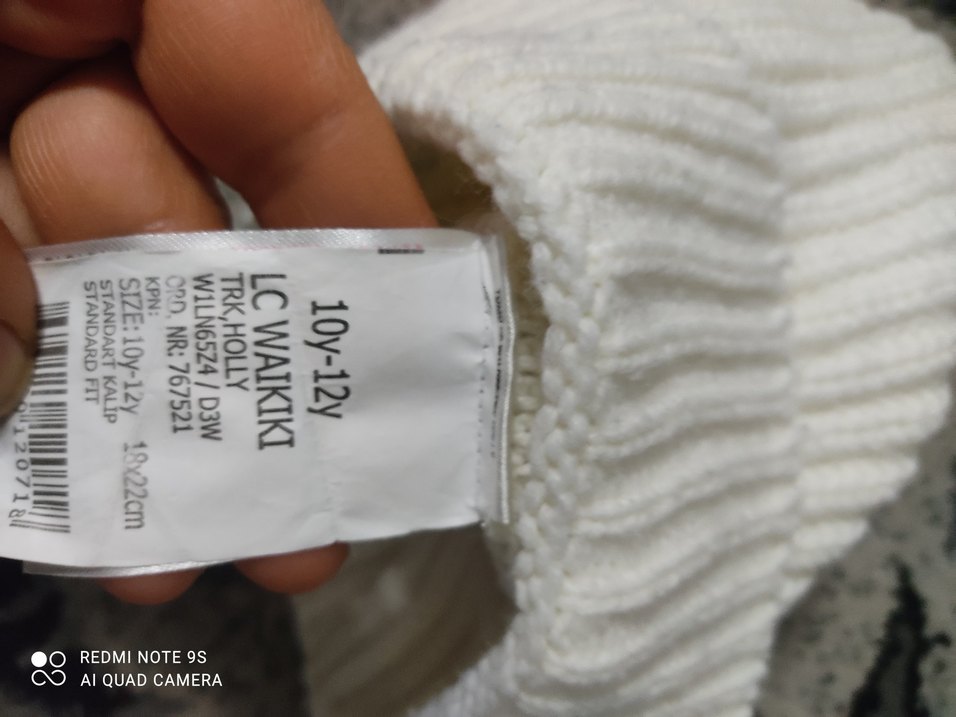 10y-12y
LC WAIKIKI
TRK,HOLLY
W1LN65Z4 / D3W
ORD. NR: 767521
KPN:
SIZE: 10y-12y 18x22cm
STANDART KALIP
STANDARD FIT
REDMI NOTE 9S
AI QUAD CAMERA